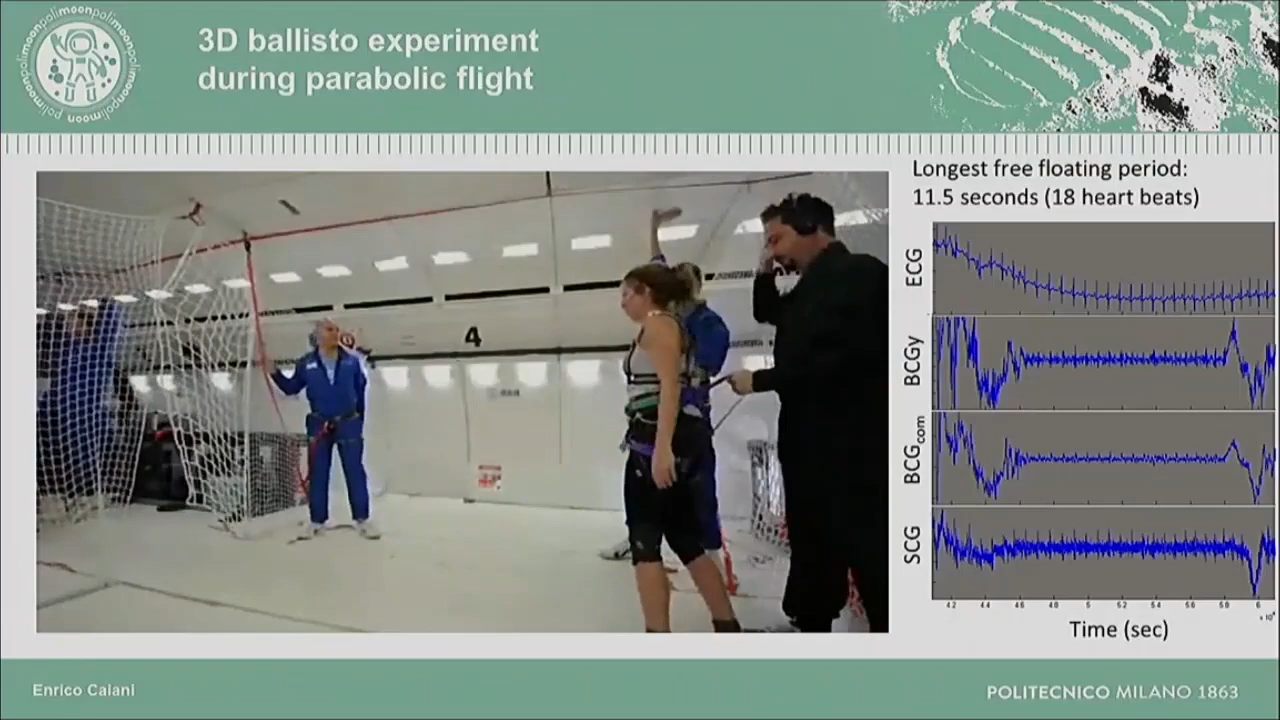 3D ballisto experiment
during parabolic flight
polimoon polimoon polimoon polimoon
Longest free floating period:
11.5 seconds (18 heart beats)
4
ECG
BCGy
BCGcom
SCG
4.2 4.4 4.6 4.8 5 5.2 5.4 5.6 5.8 6
Time (sec)
Enrico Caiani
POLITECNICO MILANO 1863